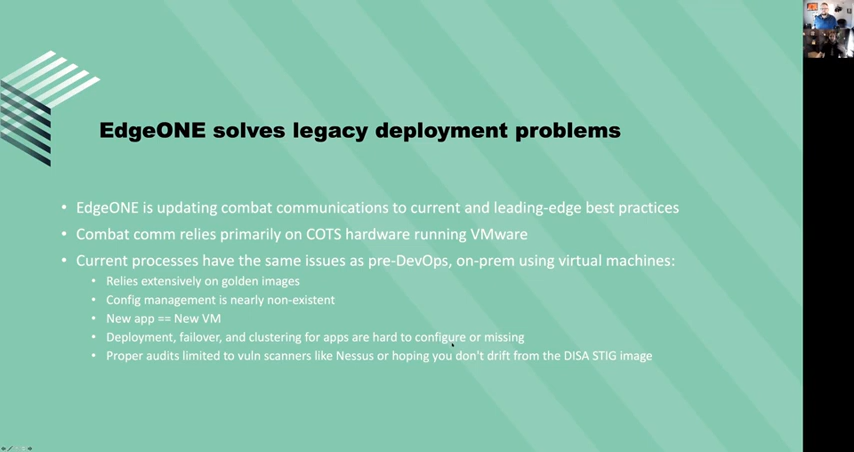 EdgeONE solves legacy deployment problems
• EdgeONE is updating combat communications to current and leading-edge best practices
• Combat comm relies primarily on COTS hardware running VMware
• Current processes have the same issues as pre-DevOps, on-prem using virtual machines:
• Relies extensively on golden images
• Config management is nearly non-existent
• New app == New VM
• Deployment, failover, and clustering for apps are hard to configure or missing
• Proper audits limited to vuln scanners like Nessus or hoping you don't drift from the DISA STIG image